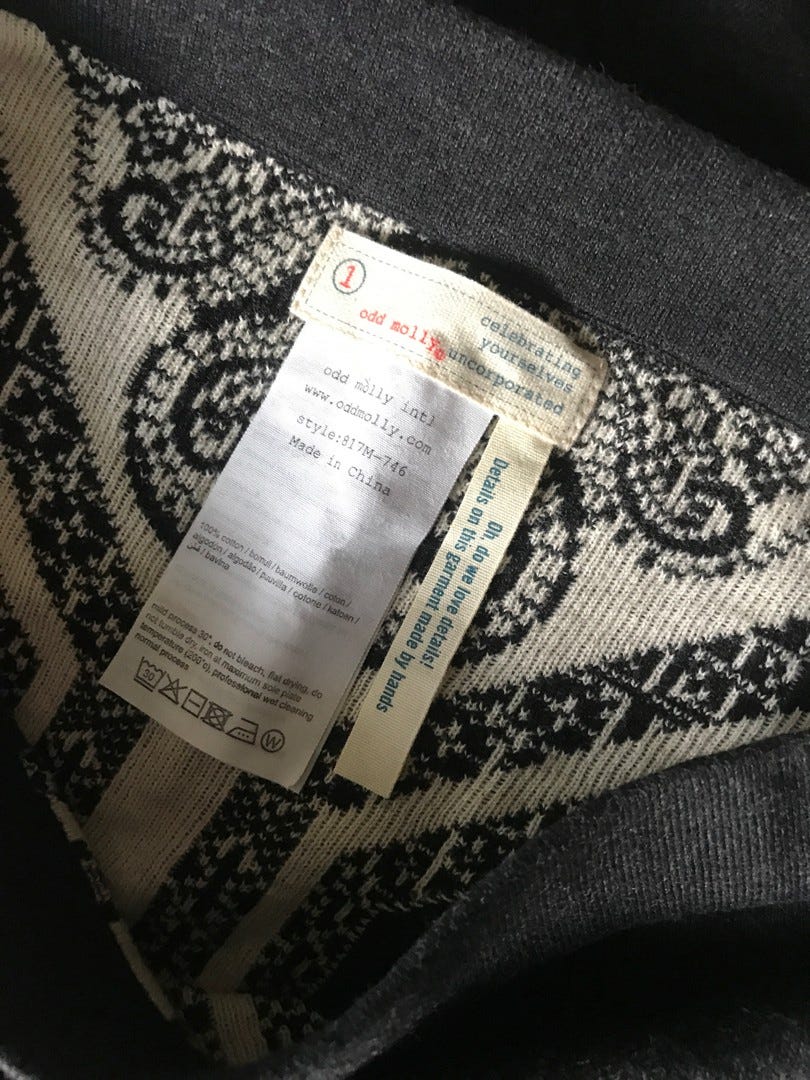 1
odd molly®
celebrating
yourselves
uncorporated
odd molly intl
www.oddmolly.com
style:817M-746
Made in China
100% cotton / bomull / baumwolle / coton /
algodón / algodão / puuvilla / cotone / katoen /
/ bavlna
mild process 30°, do not bleach, flat drying, do
not tumble dry, iron at maximum sole plate
temperature (200°c), professional wet cleaning
normal process
30
W
Oh, do we love details!
Details on this garment made by hands